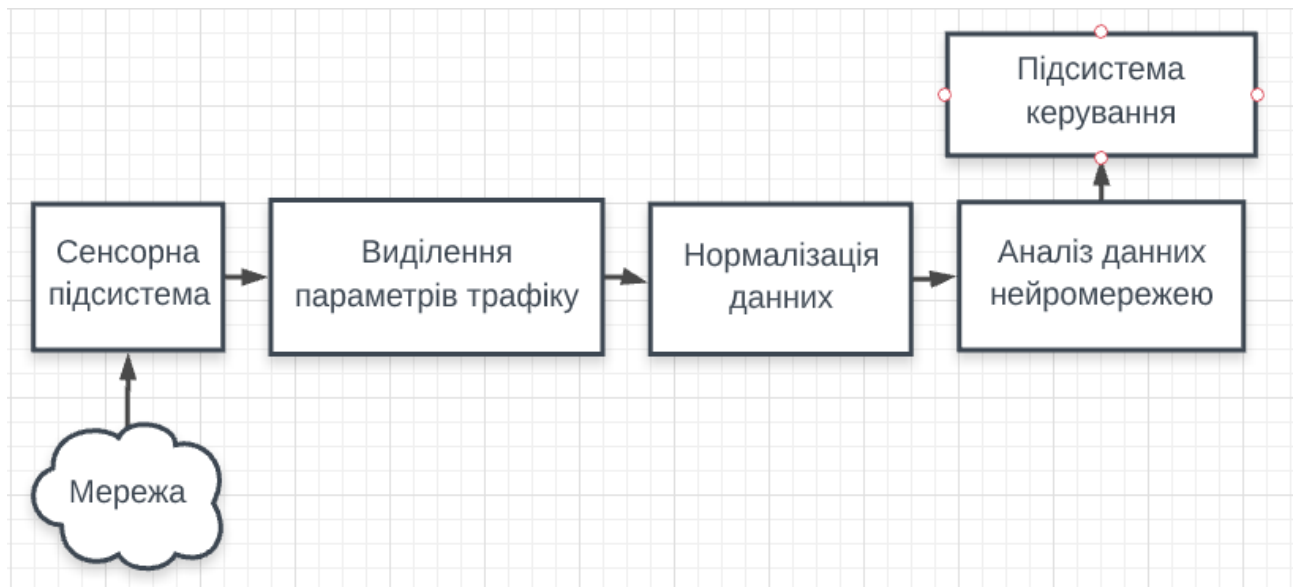 Підсистема
керування
Сенсорна
підсистема
Виділення
параметрів трафіку
Нормалізація
данних
Аналіз данних
нейромережею
Мережа